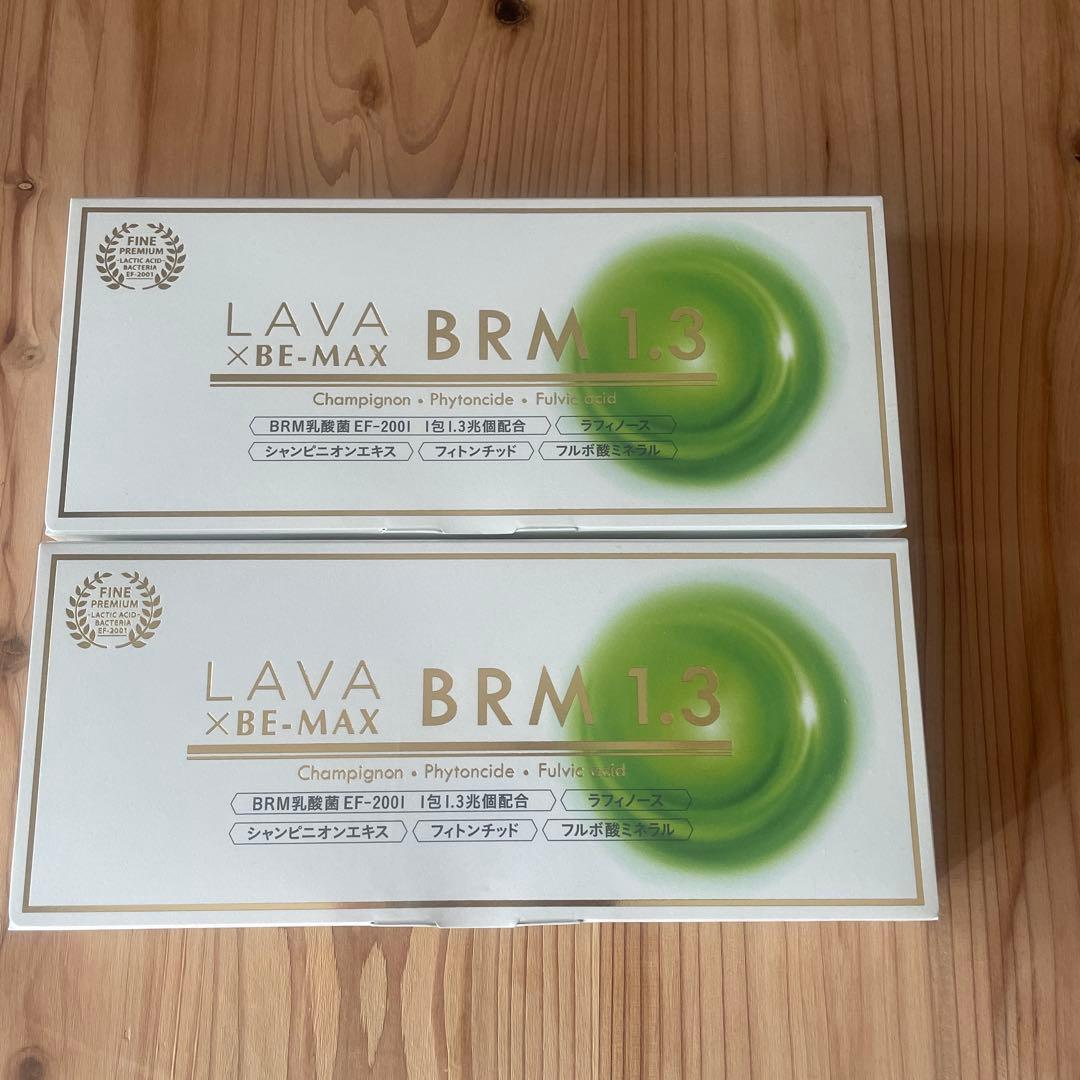 FINE
PREMIUM
-LACTIC ACID-
BACTERIA
EF-2001
LAVA
×BE-MAX
BRM 1.3
Champignon • Phytoncide • Fulvic acid
BRM乳酸菌 EF-2001 1包1.3兆個配合
ラフィノース
シャンピニオンエキス
フィトンチッド
フルボ酸ミネラル
FINE
PREMIUM
-LACTIC ACID-
BACTERIA
EF-2001
LAVA
×BE-MAX
BRM 1.3
Champignon • Phytoncide • Fulvic acid
BRM乳酸菌 EF-2001 1包1.3兆個配合
ラフィノース
シャンピニオンエキス
フィトンチッド
フルボ酸ミネラル